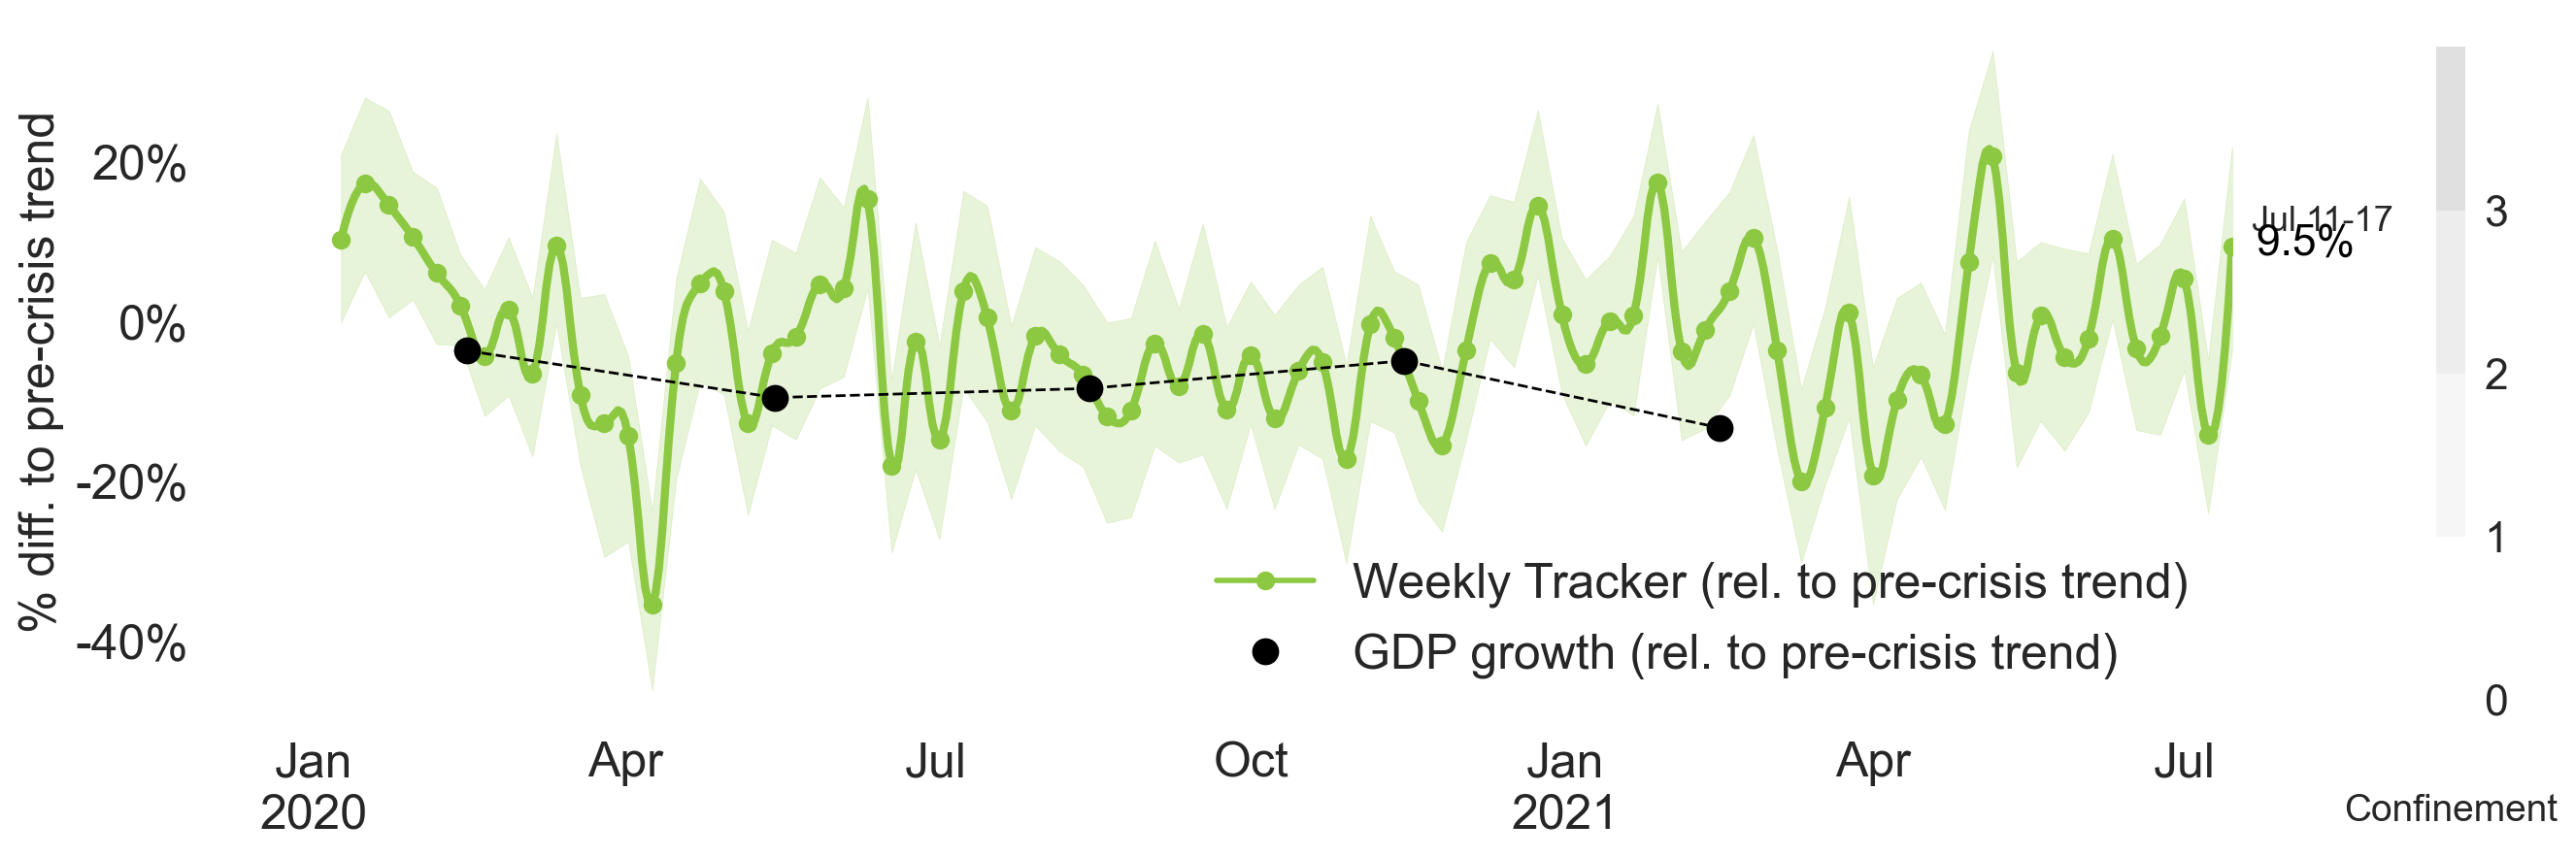 % diff. to pre-crisis trend
20%
0%
-20%
-40%
Jul 11-17
9.5%
3
2
1
0
Weekly Tracker (rel. to pre-crisis trend)
GDP growth (rel. to pre-crisis trend)
Jan
2020
Apr
Jul
Oct
Jan
2021
Apr
Jul
Confinement